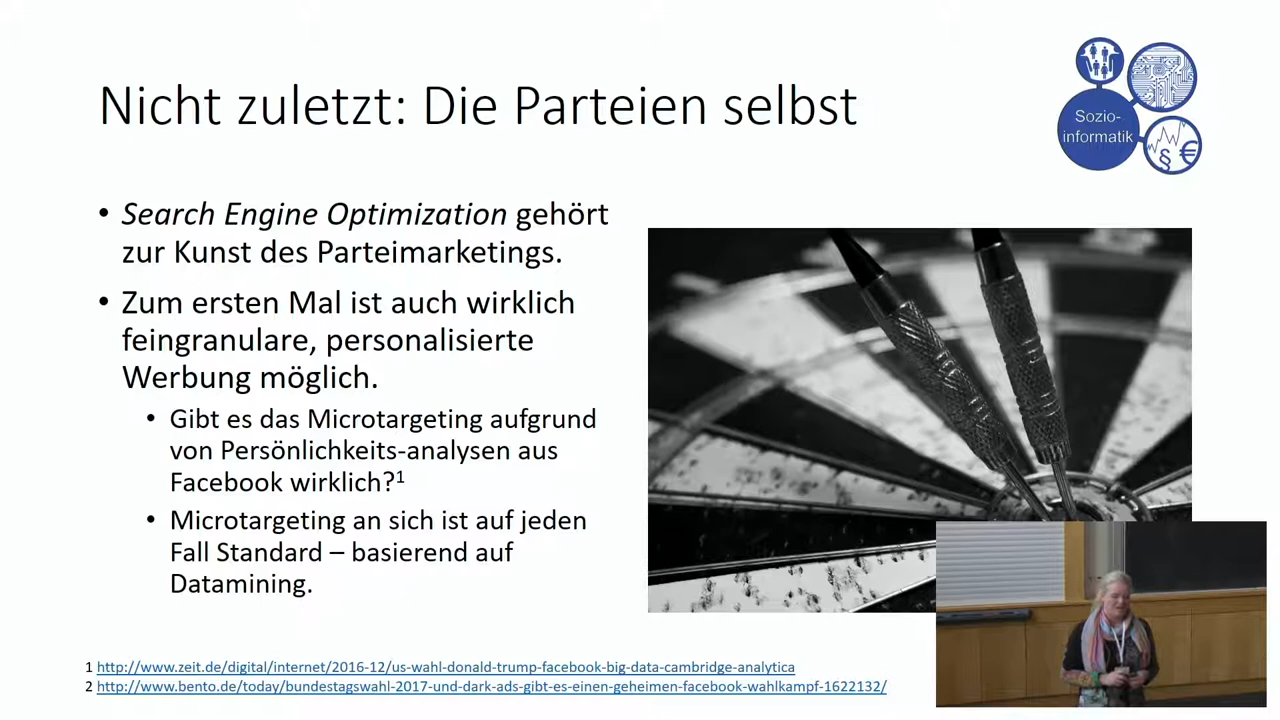 Nicht zuletzt: Die Parteien selbst
Sozio-
informatik
§ €
• Search Engine Optimization gehört
zur Kunst des Parteimarketings.
• Zum ersten Mal ist auch wirklich
feingranulare, personalisierte
Werbung möglich.
• Gibt es das Microtargeting aufgrund
von Persönlichkeits-analysen aus
Facebook wirklich?¹
• Microtargeting an sich ist auf jeden
Fall Standard – basierend auf
Datamining.
1 http://www.zeit.de/digital/internet/2016-12/us-wahl-donald-trump-facebook-big-data-cambridge-analytica
2 http://www.bento.de/today/bundestagswahl-2017-und-dark-ads-gibt-es-einen-geheimen-facebook-wahlkampf-1622132/